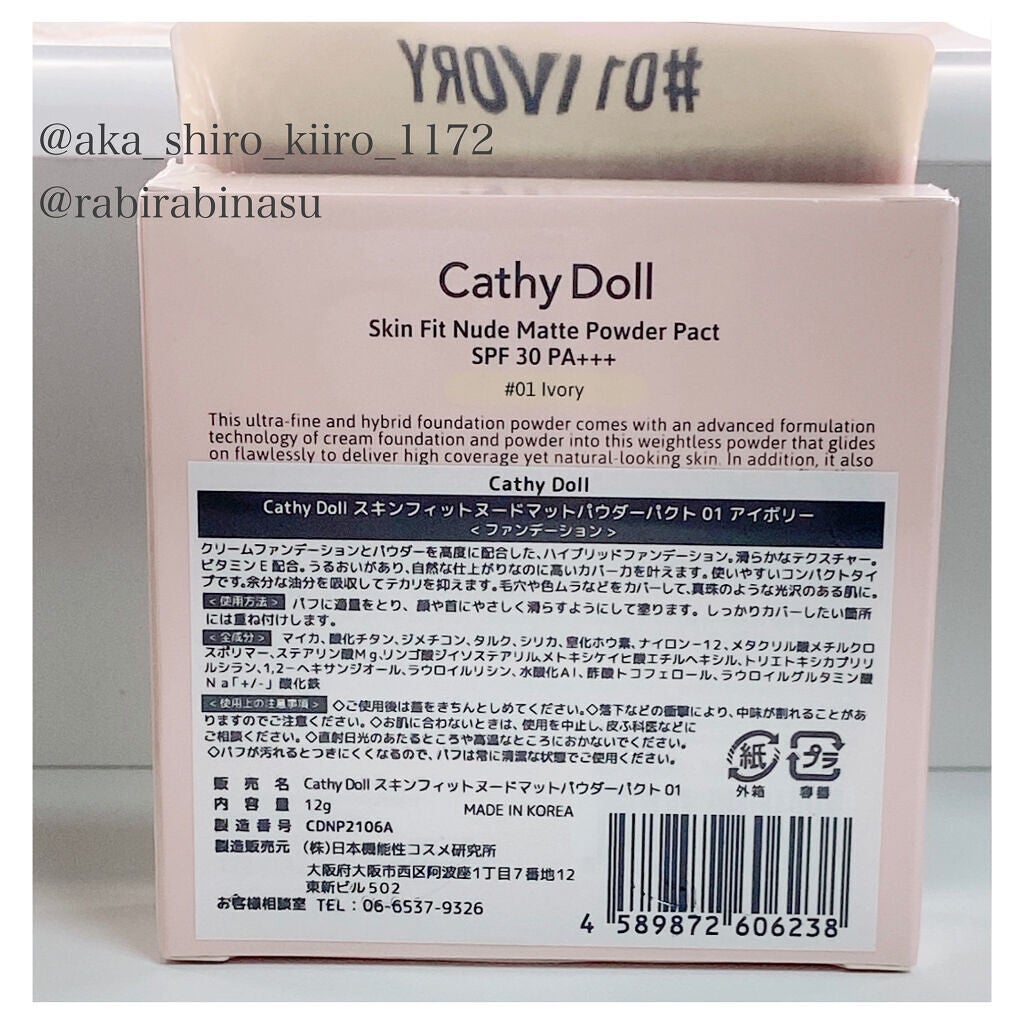 #01 IVORY
@aka_shiro_kiiro_1172
@rabirabinasu
Cathy Doll
Skin Fit Nude Matte Powder Pact
SPF 30 PA+++
#01 Ivory
This ultra-fine and hybrid foundation powder comes with an advanced formulation
technology of cream foundation and powder into this weightless powder that glides
on flawlessly to deliver high coverage yet natural-looking skin. In addition, it also
Cathy Doll
Cathy Doll スキンフィットヌードマットパウダーパクト 01 アイボリー
<ファンデーション>
クリームファンデーションとパウダーを高度に配合した、ハイブリッドファンデーション。滑らかなテクスチャー。
ビタミンE配合。うるおいがあり、自然な仕上がりなのに高いカバー力を叶えます。使いやすいコンパクトタイ
プです。余分な油分を吸収してテカリを抑えます。毛穴や色ムラなどをカバーして、真珠のような光沢のある肌に。
<使用方法> パフに適量をとり、顔や首にやさしく滑らすようにして塗ります。しっかりカバーしたい箇所
には重ね付けします。
<全成分> マイカ、酸化チタン、ジメチコン、タルク、シリカ、窒化ホウ素、ナイロン-12、メタクリル酸メチルクロ
スポリマー、ステアリン酸Mg、リンゴ酸ジイソステアリル、メトキシケイヒ酸エチルヘキシル、トリエトキシカプリリ
ルシラン、1,2-ヘキサンジオール、ラウロイルリシン、水酸化Al、酢酸トコフェロール、ラウロイルグルタミン酸
Na「+/-」酸化鉄
<使用上の注意事項> ◇ご使用後は蓋をきちんとしめてください。◇落下などの衝撃により、中味が割れることがあ
りますのでご注意ください。◇お肌に合わないときは、使用を中止し、皮ふ科医などに
ご相談ください。◇直射日光のあたるところや高温なところにおかないでください。
◇パフが汚れるとつきにくくなるので、パフは常に清潔な状態でご使用ください。
紙 プラ
外箱 容器
販売名 Cathy Doll スキンフィットヌードマットパウダーパクト 01
内容量 12g MADE IN KOREA
製造番号 CDNP2106A
製造販売元 (株)日本機能性コスメ研究所
大阪府大阪市西区阿波座1丁目7番地12
東新ビル502
お客様相談室 TEL:06-6537-9326
4 589872 606238